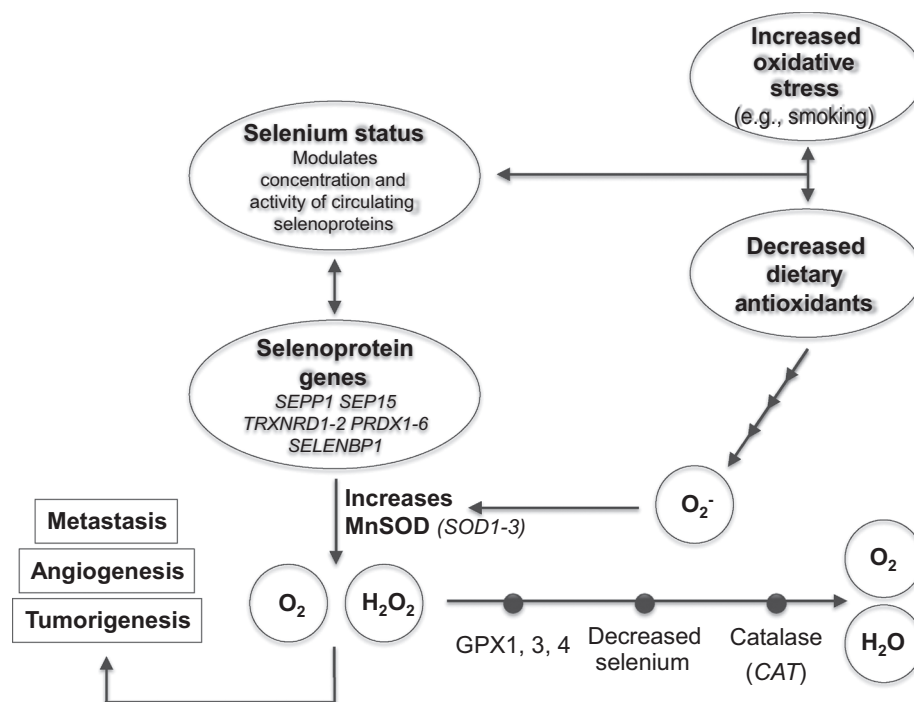 Increased
oxidative
stress
(e.g., smoking)
Selenium status
Modulates
concentration and
activity of circulating
selenoproteins
Decreased
dietary
antioxidants
Selenoprotein
genes
SEPP1 SEP15
TRXNRD1-2 PRDX1-6
SELENBP1
Increases
MnSOD (SOD1-3)
O₂⁻
Metastasis
Angiogenesis
Tumorigenesis
O₂
H₂O₂
GPX1, 3, 4
Decreased
selenium
Catalase
(CAT)
O₂
H₂O